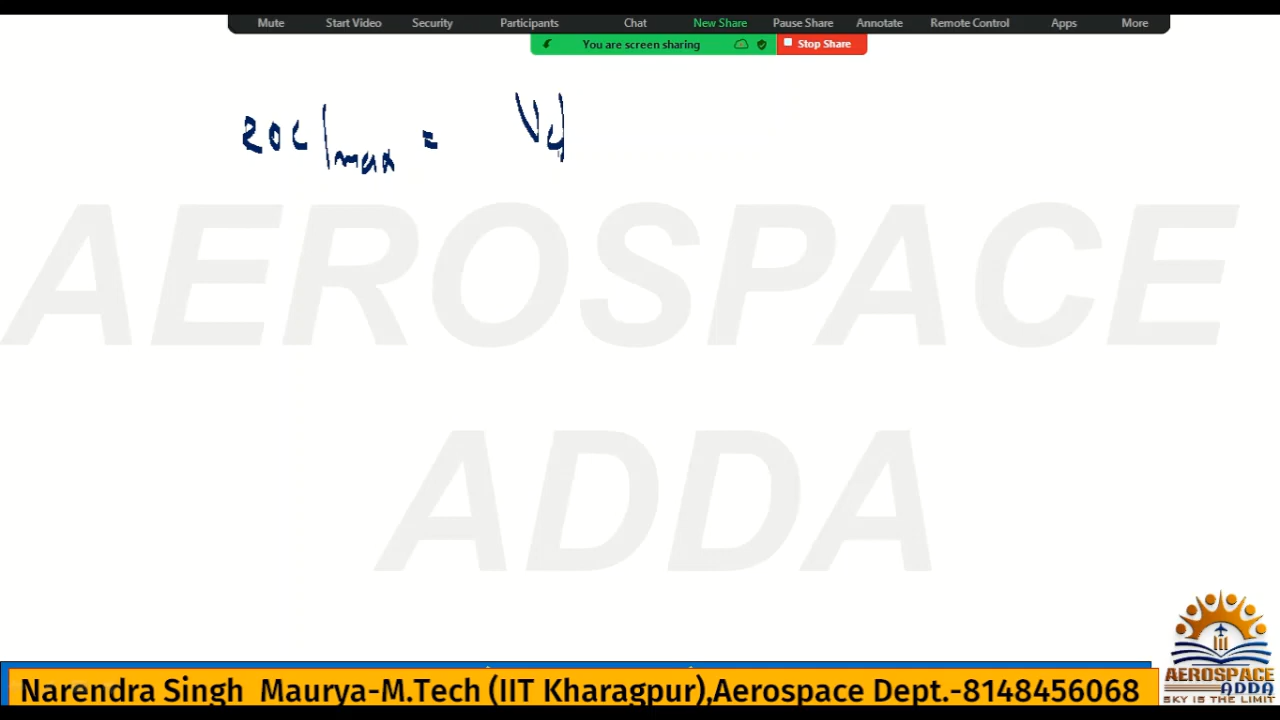 Mute Start Video Security Participants Chat New Share Pause Share Annotate Remote Control Apps More
You are screen sharing Stop Share
ROC|max = Vc|
AEROSPACE
ADDA
Narendra Singh Maurya-M.Tech (IIT Kharagpur),Aerospace Dept.-8148456068
AEROSPACE
ADDA
SKY IS THE LIMIT